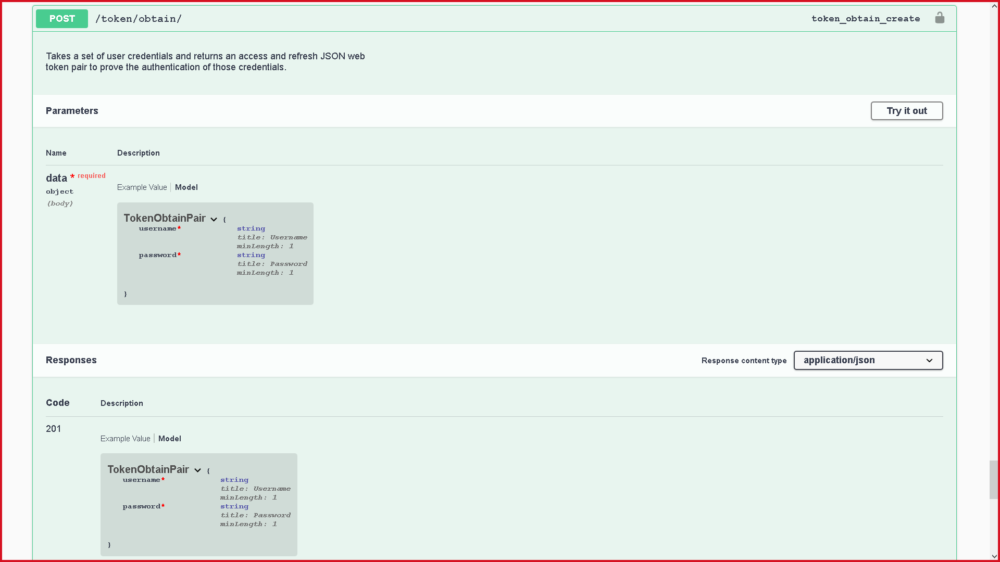 POST /token/obtain/ token_obtain_create
Takes a set of user credentials and returns an access and refresh JSON web
token pair to prove the authentication of those credentials.
Parameters
Try it out
Name Description
data * required
object
(body)
Example Value Model
TokenObtainPair {
username* string
title: Username
minLength: 1
password* string
title: Password
minLength: 1
}
Responses
Response content type application/json
Code Description
201
Example Value Model
TokenObtainPair {
username* string
title: Username
minLength: 1
password* string
title: Password
minLength: 1
}